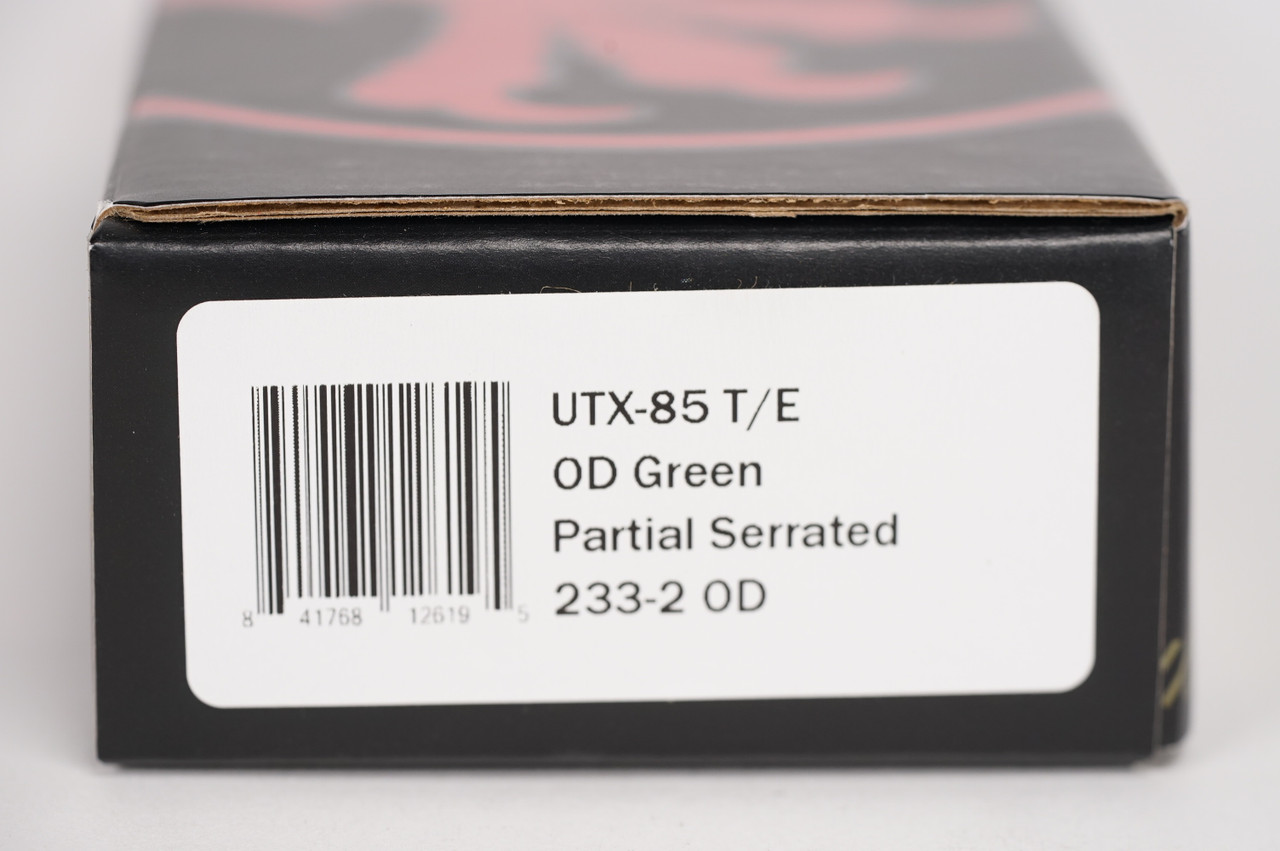 UTX-85 T/E
OD Green
Partial Serrated
233-2 OD
8 41768 12619 5